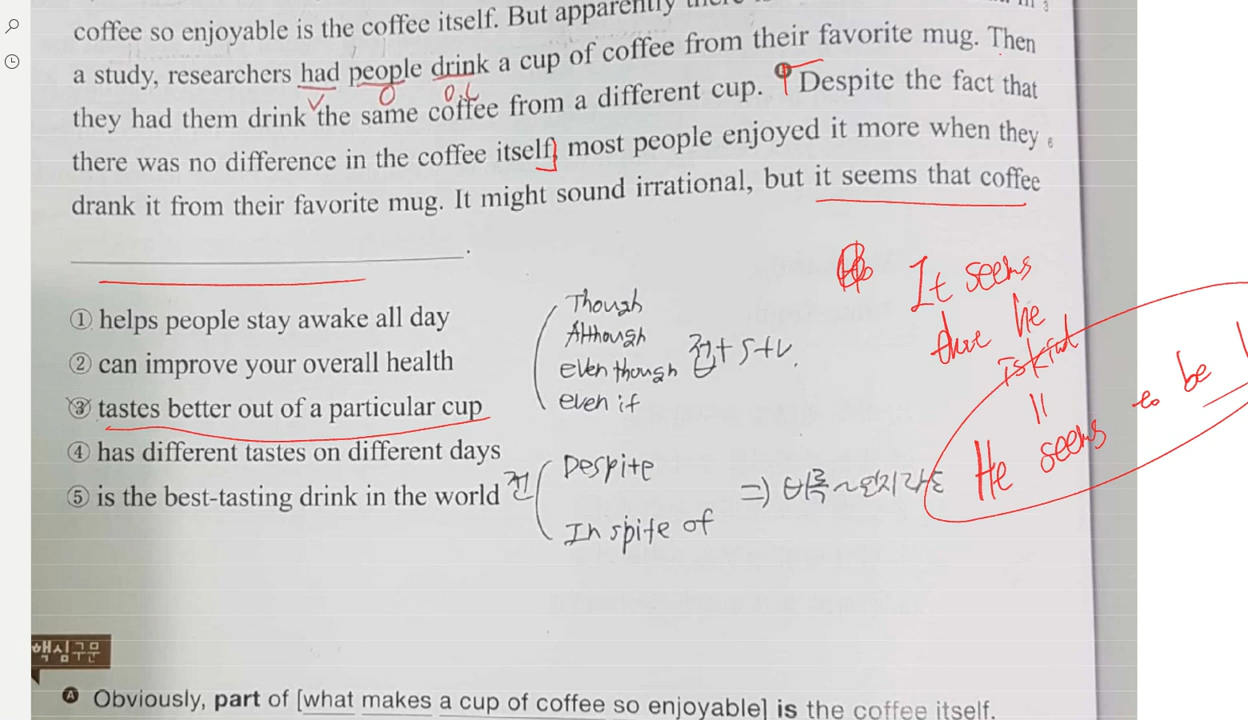 coffee so enjoyable is the coffee itself. But apparently
a study, researchers had people drink a cup of coffee from their favorite mug. Then
V O O.C
they had them drink the same coffee from a different cup. Despite the fact that
there was no difference in the coffee itself, most people enjoyed it more when they
drank it from their favorite mug. It might sound irrational, but it seems that coffee
.
① helps people stay awake all day
② can improve your overall health
③ tastes better out of a particular cup
④ has different tastes on different days
⑤ is the best-tasting drink in the world
Though
Although
even though
even if
접+S+V.
전
Despite
In spite of
⇒ 비록~일지라도
It seems
that he
is
=
He seems to be
핵심구문
A Obviously, part of [what makes a cup of coffee so enjoyable] is the coffee itself.